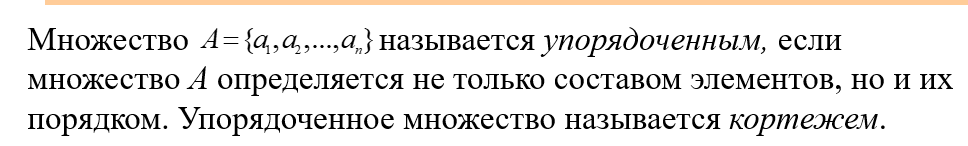 Множество A={a₁,a₂,...,aₙ} называется упорядоченным, если
множество A определяется не только составом элементов, но и их
порядком. Упорядоченное множество называется кортежем.